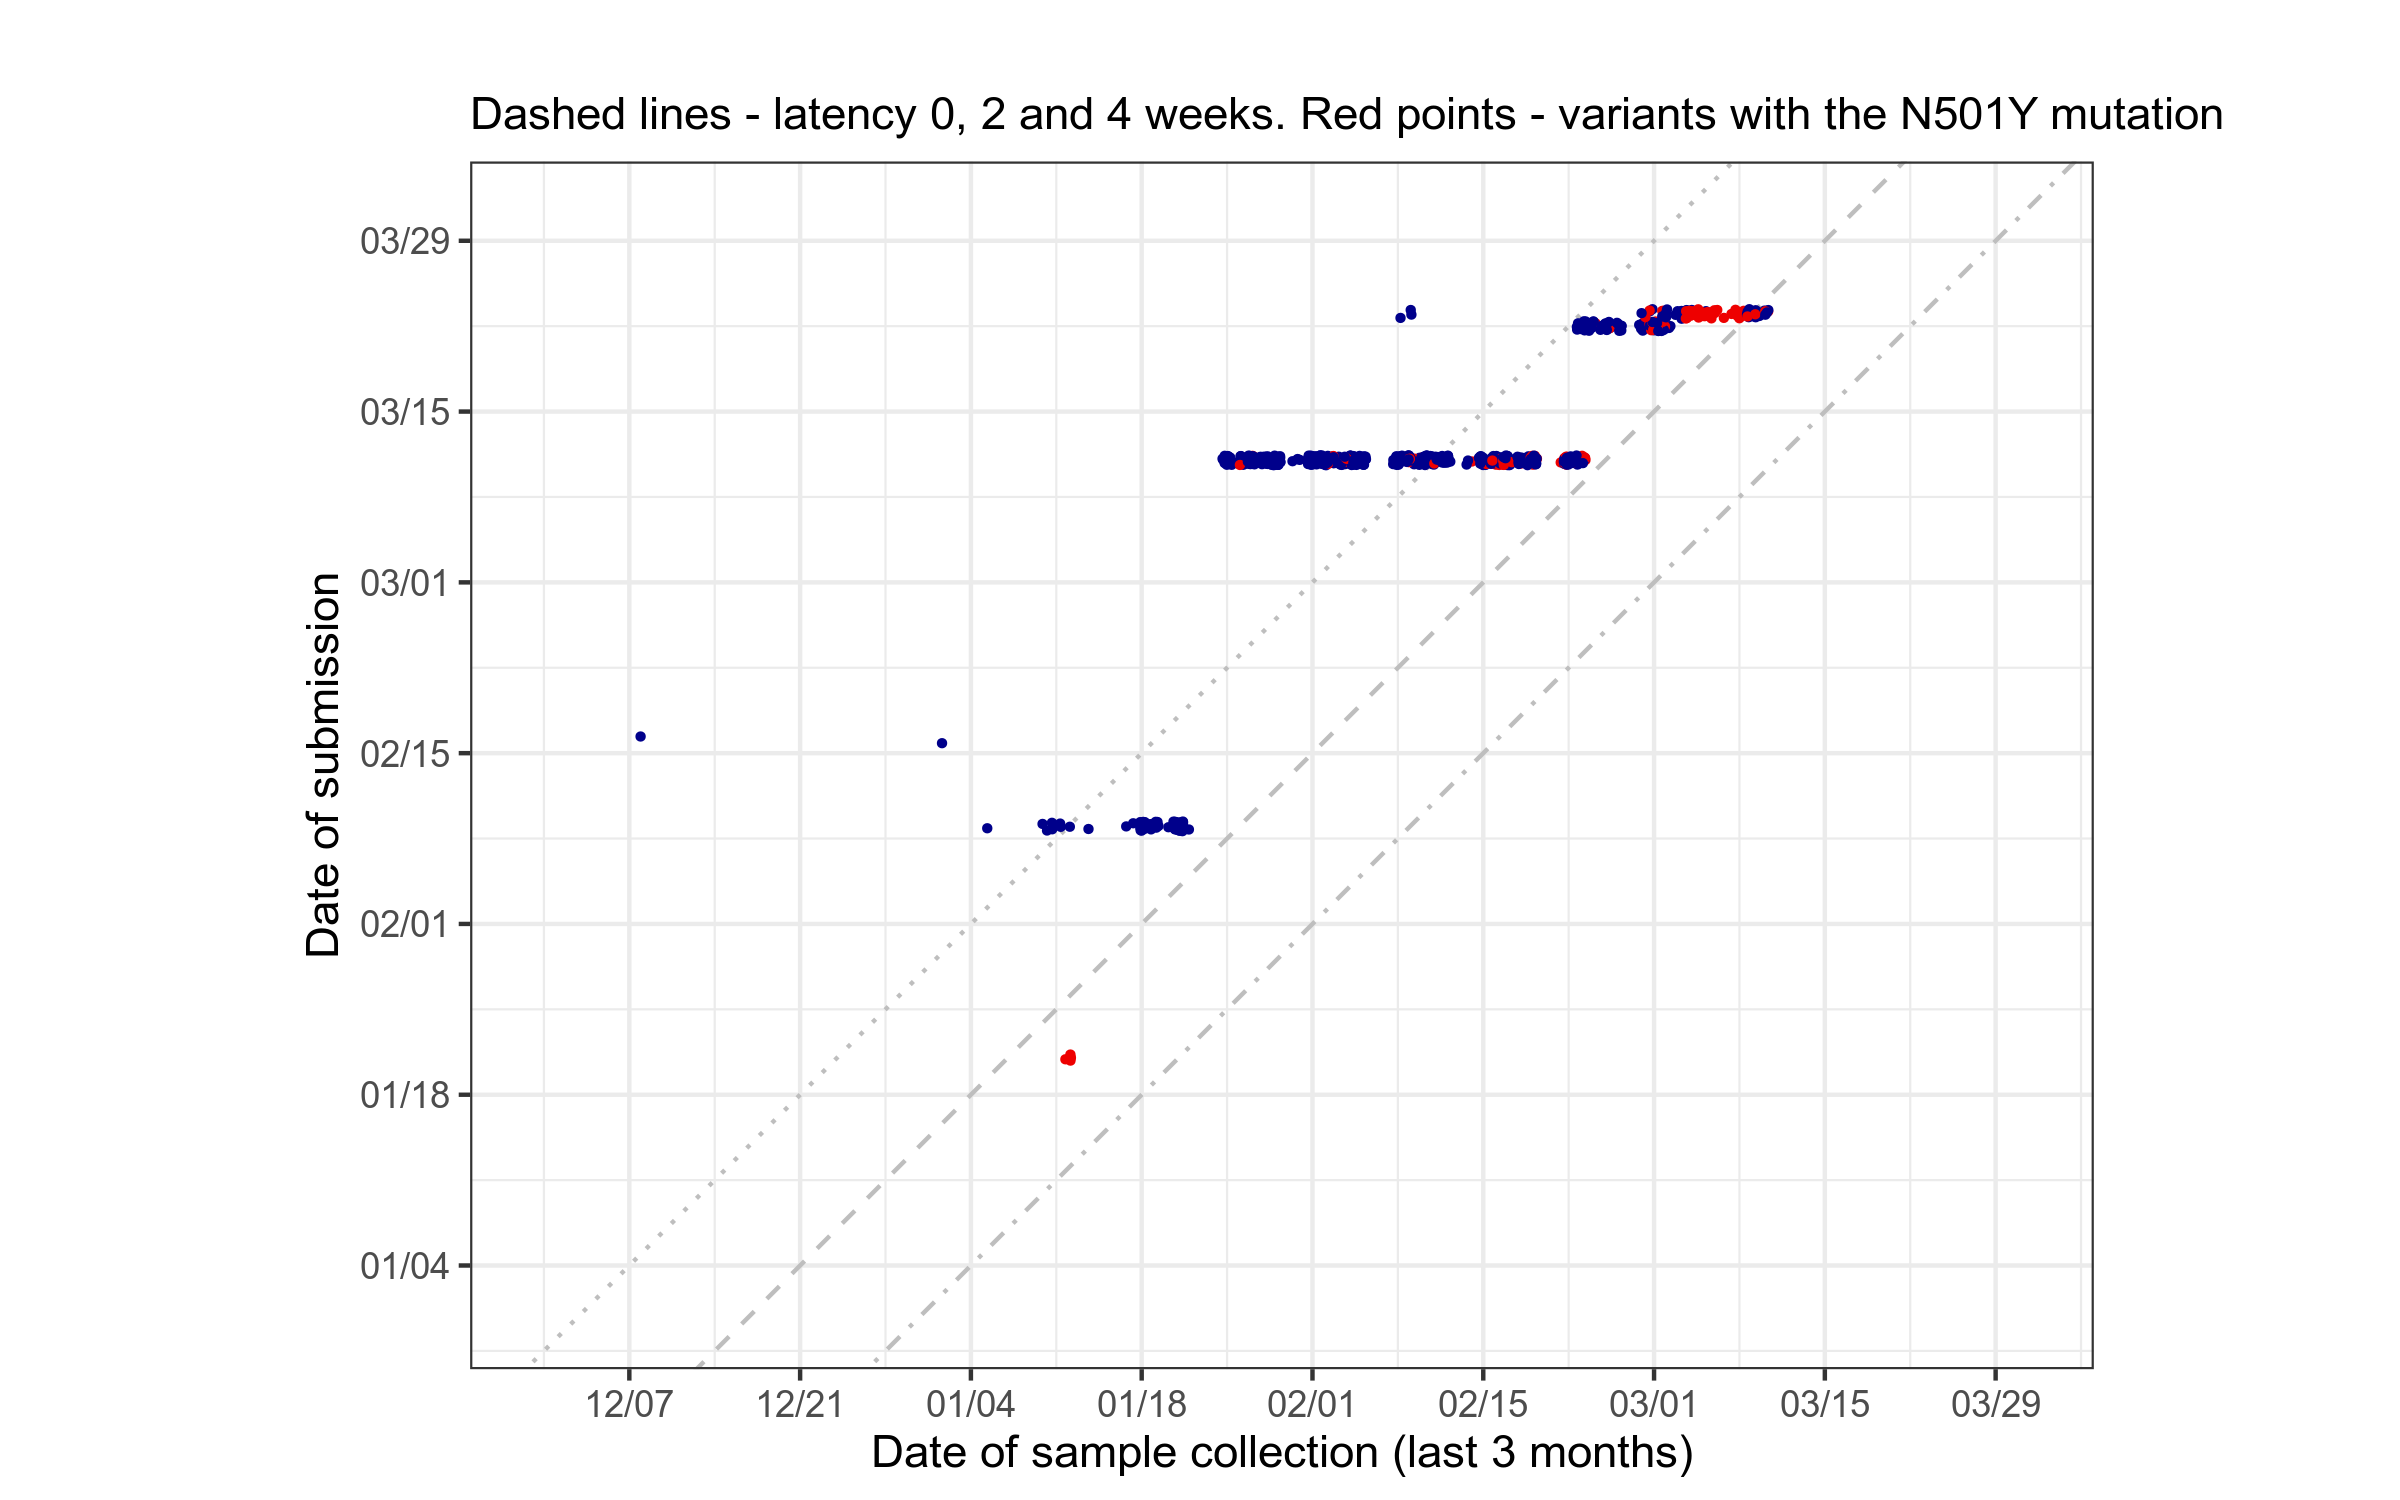 Dashed lines - latency 0, 2 and 4 weeks. Red points - variants with the N501Y mutation
03/29
03/15
03/01
02/15
02/01
01/18
01/04
Date of submission
12/07 12/21 01/04 01/18 02/01 02/15 03/01 03/15 03/29
Date of sample collection (last 3 months)